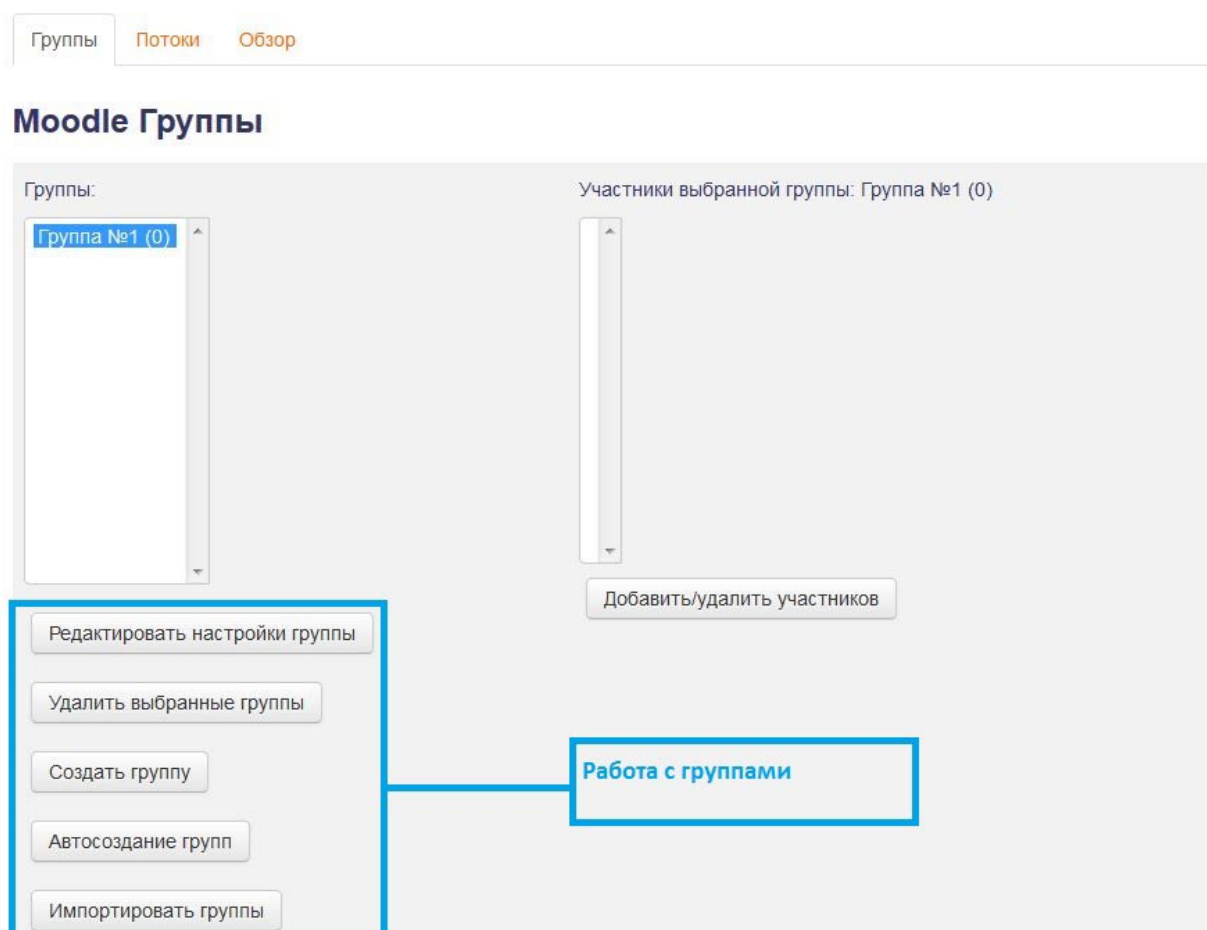 Группы Потоки Обзор
Moodle Группы
Группы:
Участники выбранной группы: Группа №1 (0)
Группа №1 (0)
Добавить/удалить участников
Редактировать настройки группы
Удалить выбранные группы
Создать группу
Работа с группами
Автосоздание групп
Импортировать группы